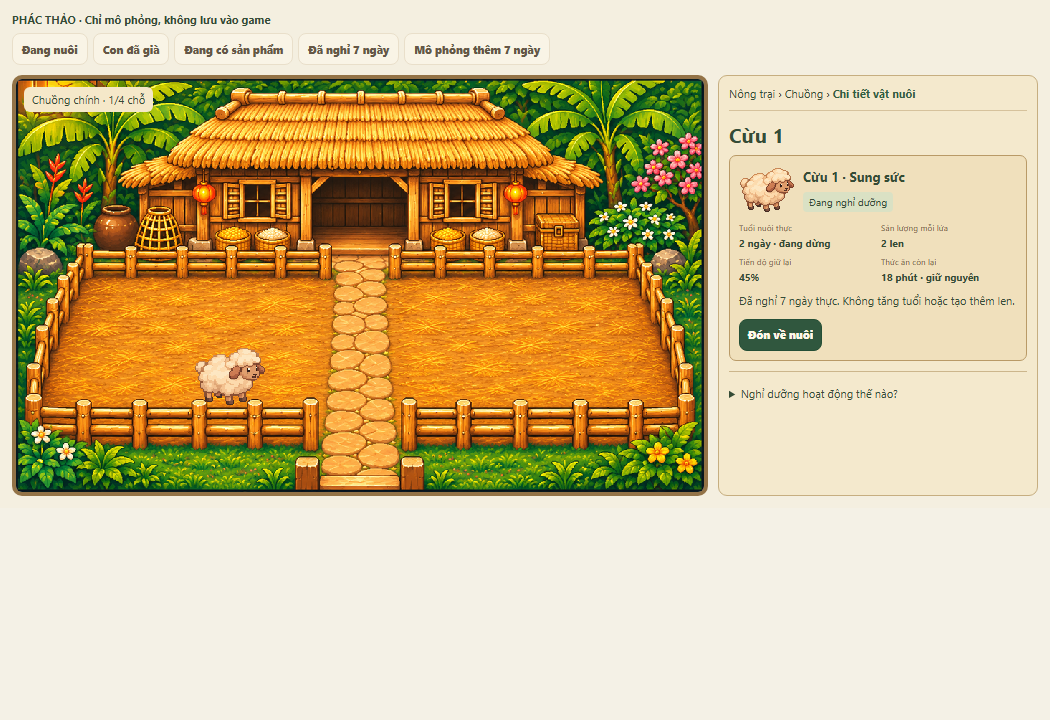 PHÁC THẢO · Chỉ mô phỏng, không lưu vào game
Đang nuôi
Con đã già
Đang có sản phẩm
Đã nghỉ 7 ngày
Mô phỏng thêm 7 ngày
Chuồng chính · 1/4 chỗ
Nông trại › Chuồng › Chi tiết vật nuôi
Cừu 1
Cừu 1 · Sung sức
Đang nghỉ dưỡng
Tuổi nuôi thực
Sản lượng mỗi lứa
2 ngày · đang dừng
2 len
Tiến độ giữ lại
Thức ăn còn lại
45%
18 phút · giữ nguyên
Đã nghỉ 7 ngày thực. Không tăng tuổi hoặc tạo thêm len.
Đón về nuôi
Nghỉ dưỡng hoạt động thế nào?